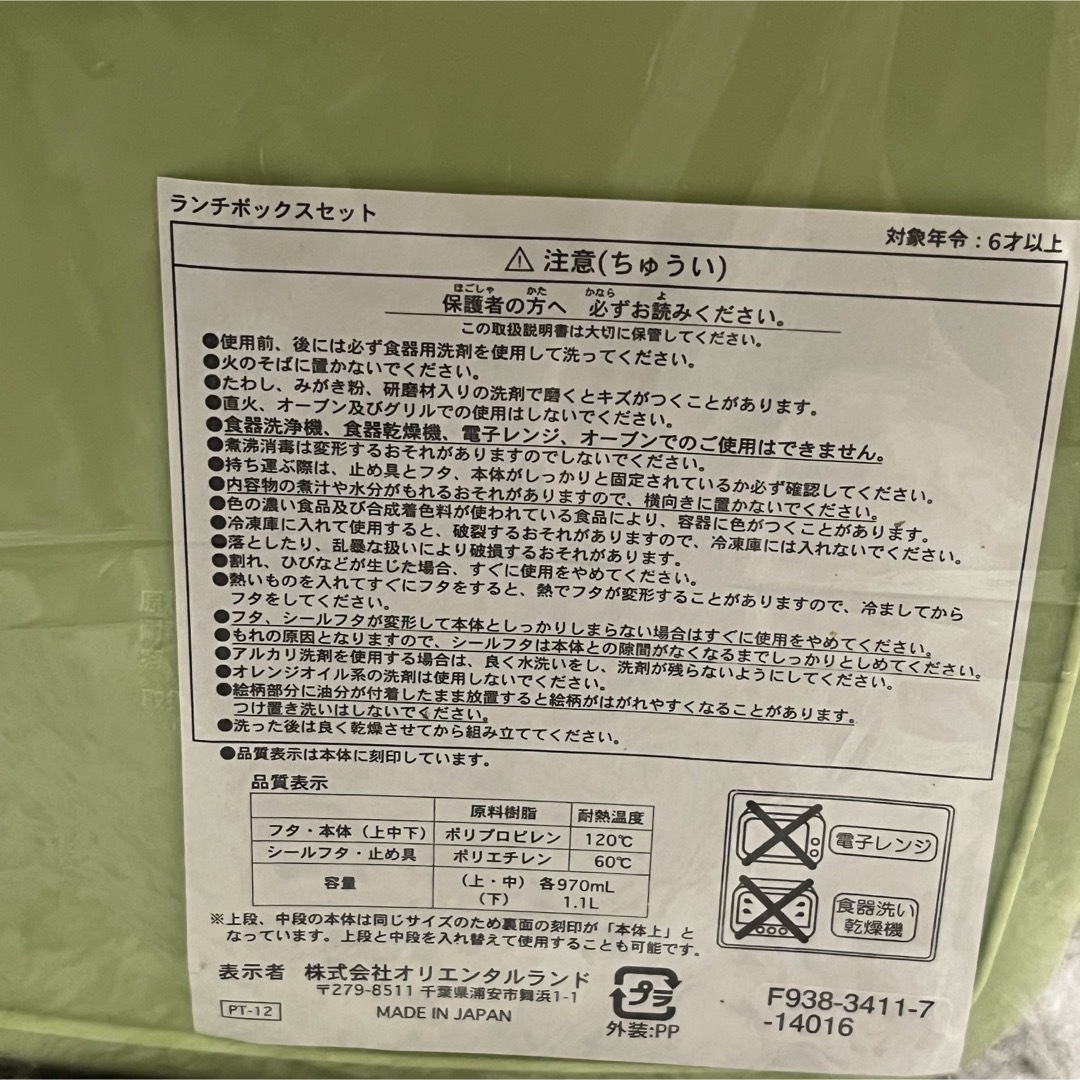 ランチボックスセット
対象年令：6才以上
⚠ 注意(ちゅうい)
ほごしゃ かた かなら よ
保護者の方へ 必ずお読みください。
この取扱説明書は大切に保管してください。
●使用前、後には必ず食器用洗剤を使用して洗ってください。
●火のそばに置かないでください。
●たわし、みがき粉、研磨材入りの洗剤で磨くとキズがつくことがあります。
●直火、オーブン及びグリルでの使用はしないでください。
●食器洗浄機、食器乾燥機、電子レンジ、オーブンでのご使用はできません。
●煮沸消毒は変形するおそれがありますのでしないでください。
●持ち運ぶ際は、止め具とフタ、本体がしっかりと固定されているか必ず確認してください。
●内容物の煮汁や水分がもれるおそれがありますので、横向きに置かないでください。
●色の濃い食品及び合成着色料が使われている食品により、容器に色がつくことがあります。
●冷凍庫に入れて使用すると、破裂するおそれがありますので、冷凍庫には入れないでください。
●落としたり、乱暴な扱いにより破損するおそれがあります。
●割れ、ひびなどが生じた場合、すぐに使用をやめてください。
●熱いものを入れてすぐにフタをすると、熱でフタが変形することがありますので、冷ましてから
フタをしてください。
●フタ、シールフタが変形して本体としっかりしまらない場合はすぐに使用をやめてください。
●もれの原因となりますので、シールフタは本体との隙間がなくなるまでしっかりとしめてください。
●アルカリ洗剤を使用する場合は、良く水洗いをし、洗剤が残らないようにしてください。
●オレンジオイル系の洗剤は使用しないでください。
●絵柄部分に油分が付着したまま放置すると絵柄がはがれやすくなることがあります。
つけ置き洗いはしないでください。
●洗った後は良く乾燥させてから組み立ててください。
●品質表示は本体に刻印しています。
品質表示
原料樹脂 耐熱温度
フタ・本体（上中下） ポリプロピレン 120℃
シールフタ・止め具 ポリエチレン 60℃
容量 （上・中）各970mL
（下） 1.1L
※上段、中段の本体は同じサイズのため裏面の刻印が「本体上」と
なっています。上段と中段を入れ替えて使用することも可能です。
電子レンジ
食器洗い
乾燥機
表示者 株式会社オリエンタルランド
〒279-8511 千葉県浦安市舞浜1-1
PT-12
MADE IN JAPAN
プラ
外装:PP
F938-3411-7
-14016